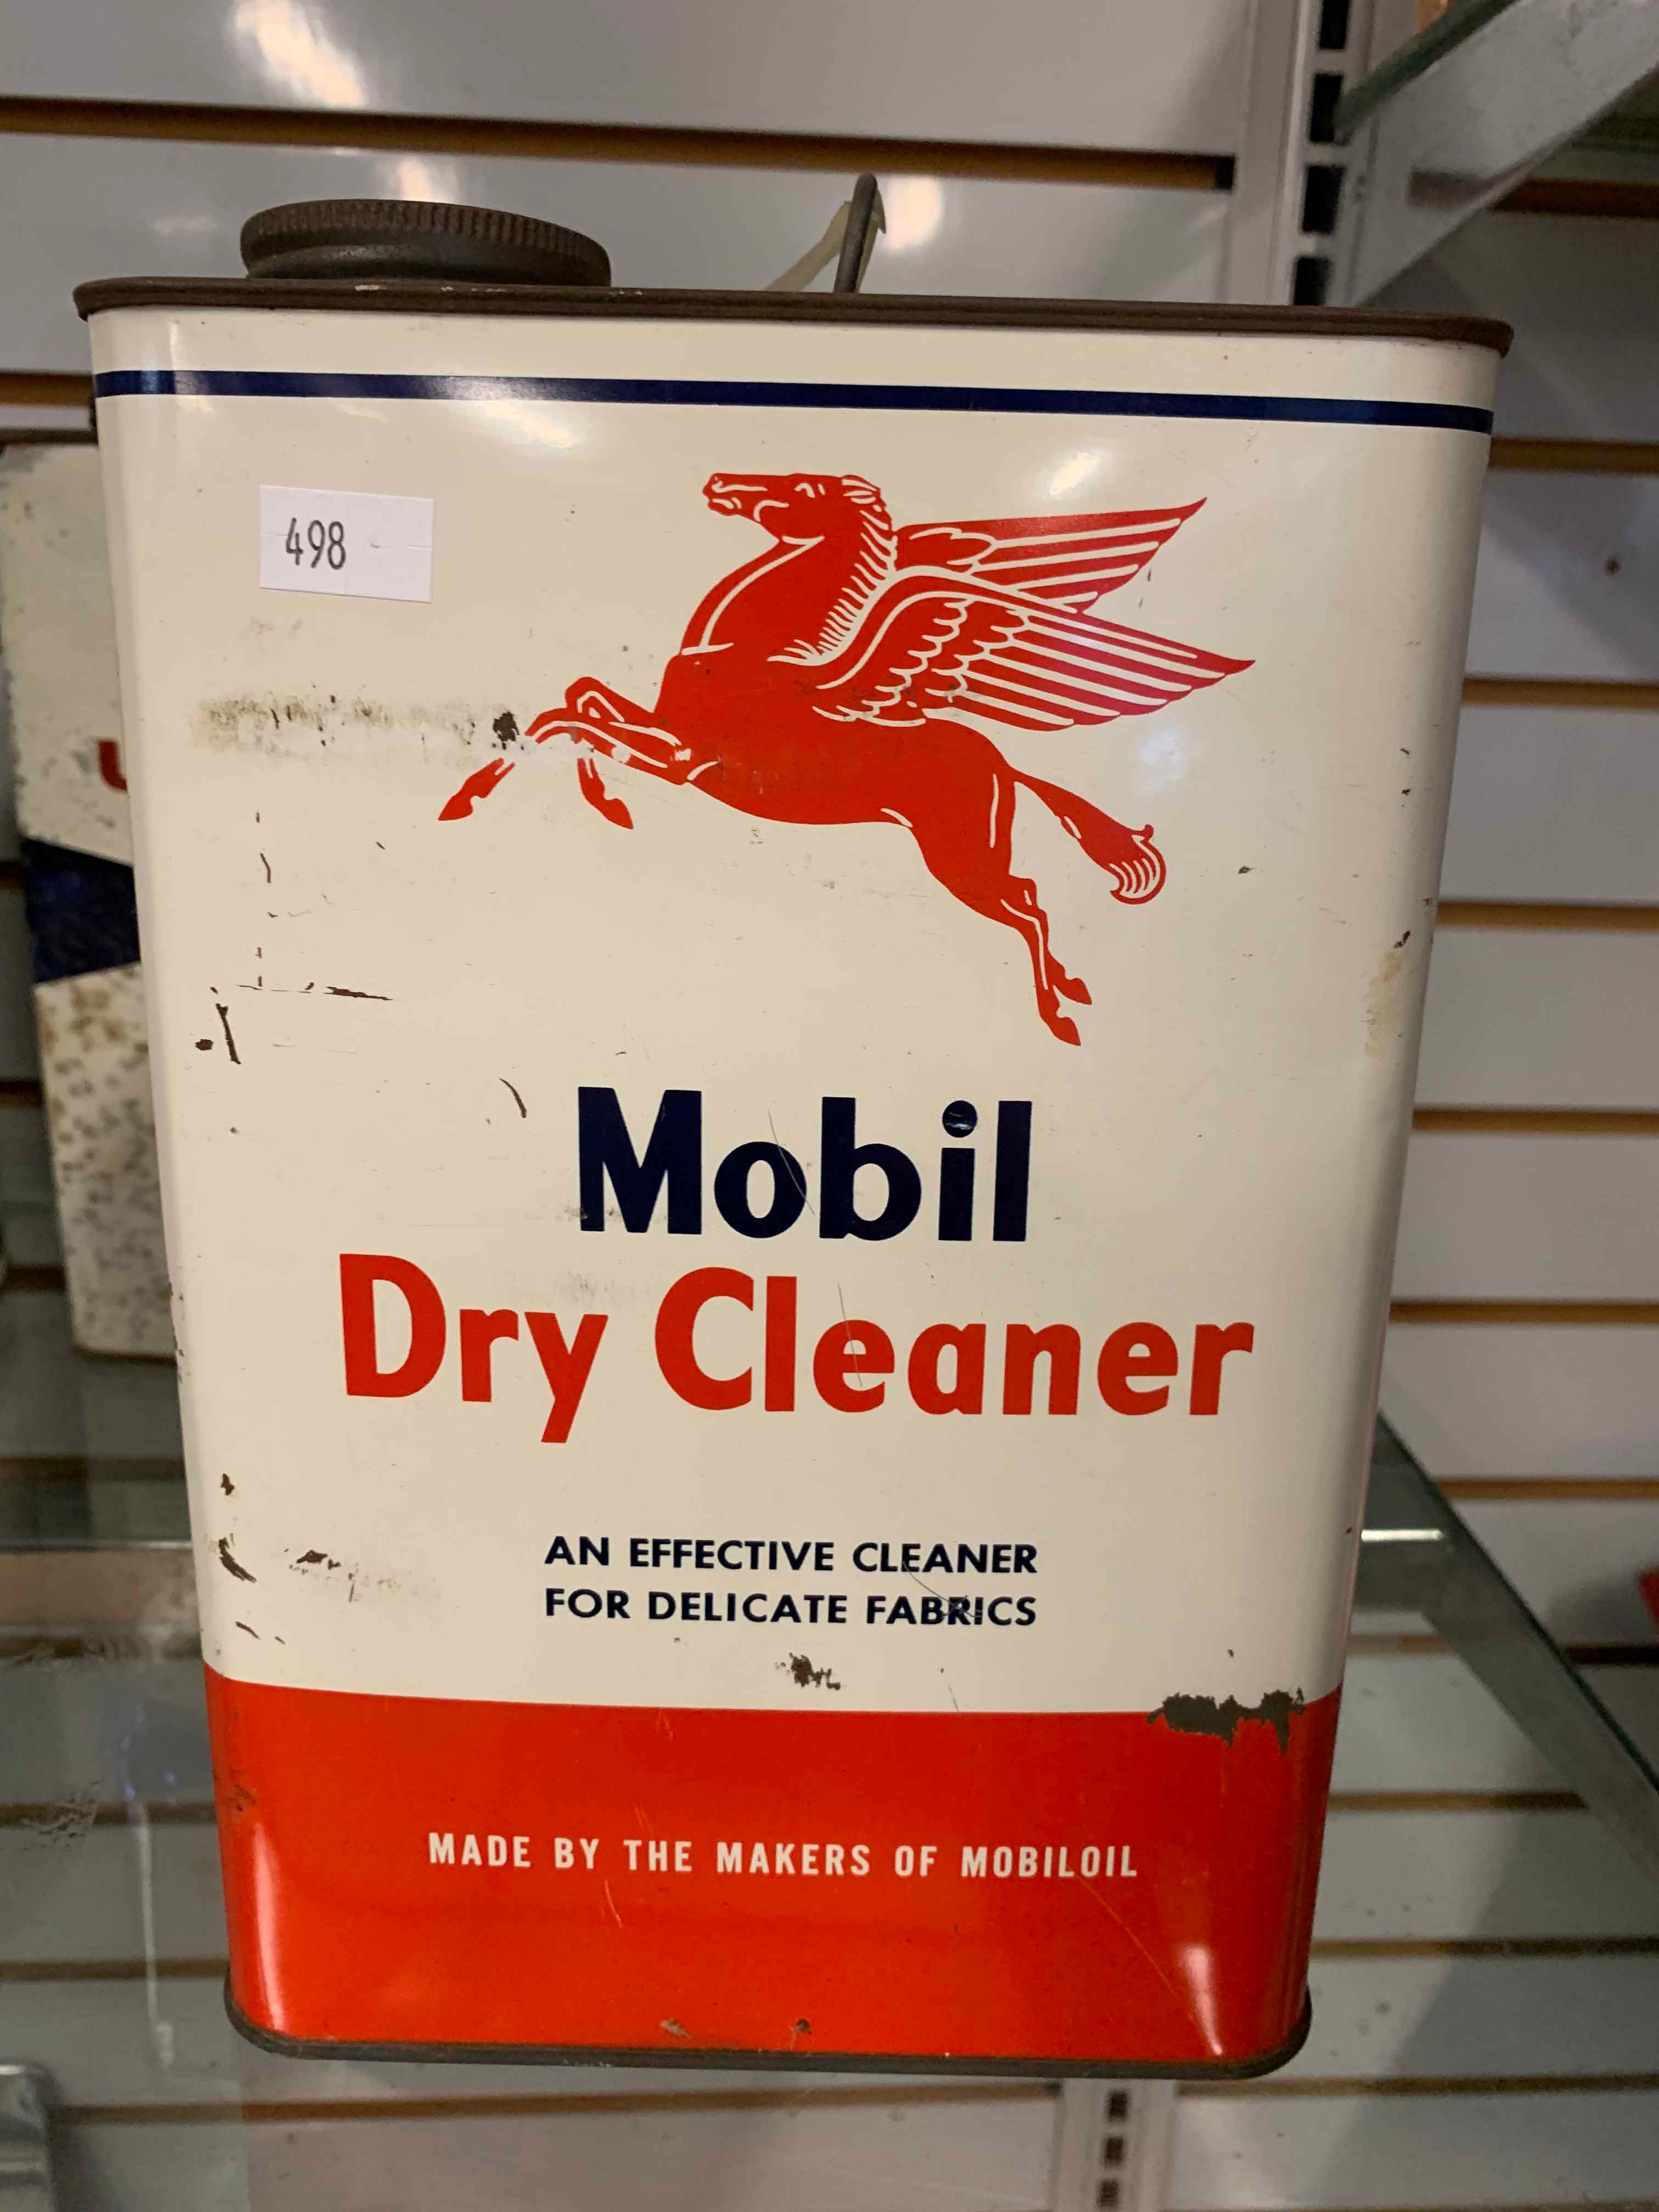 498
Mobil
Dry Cleaner
AN EFFECTIVE CLEANER
FOR DELICATE FABRICS
MADE BY THE MAKERS OF MOBILOIL